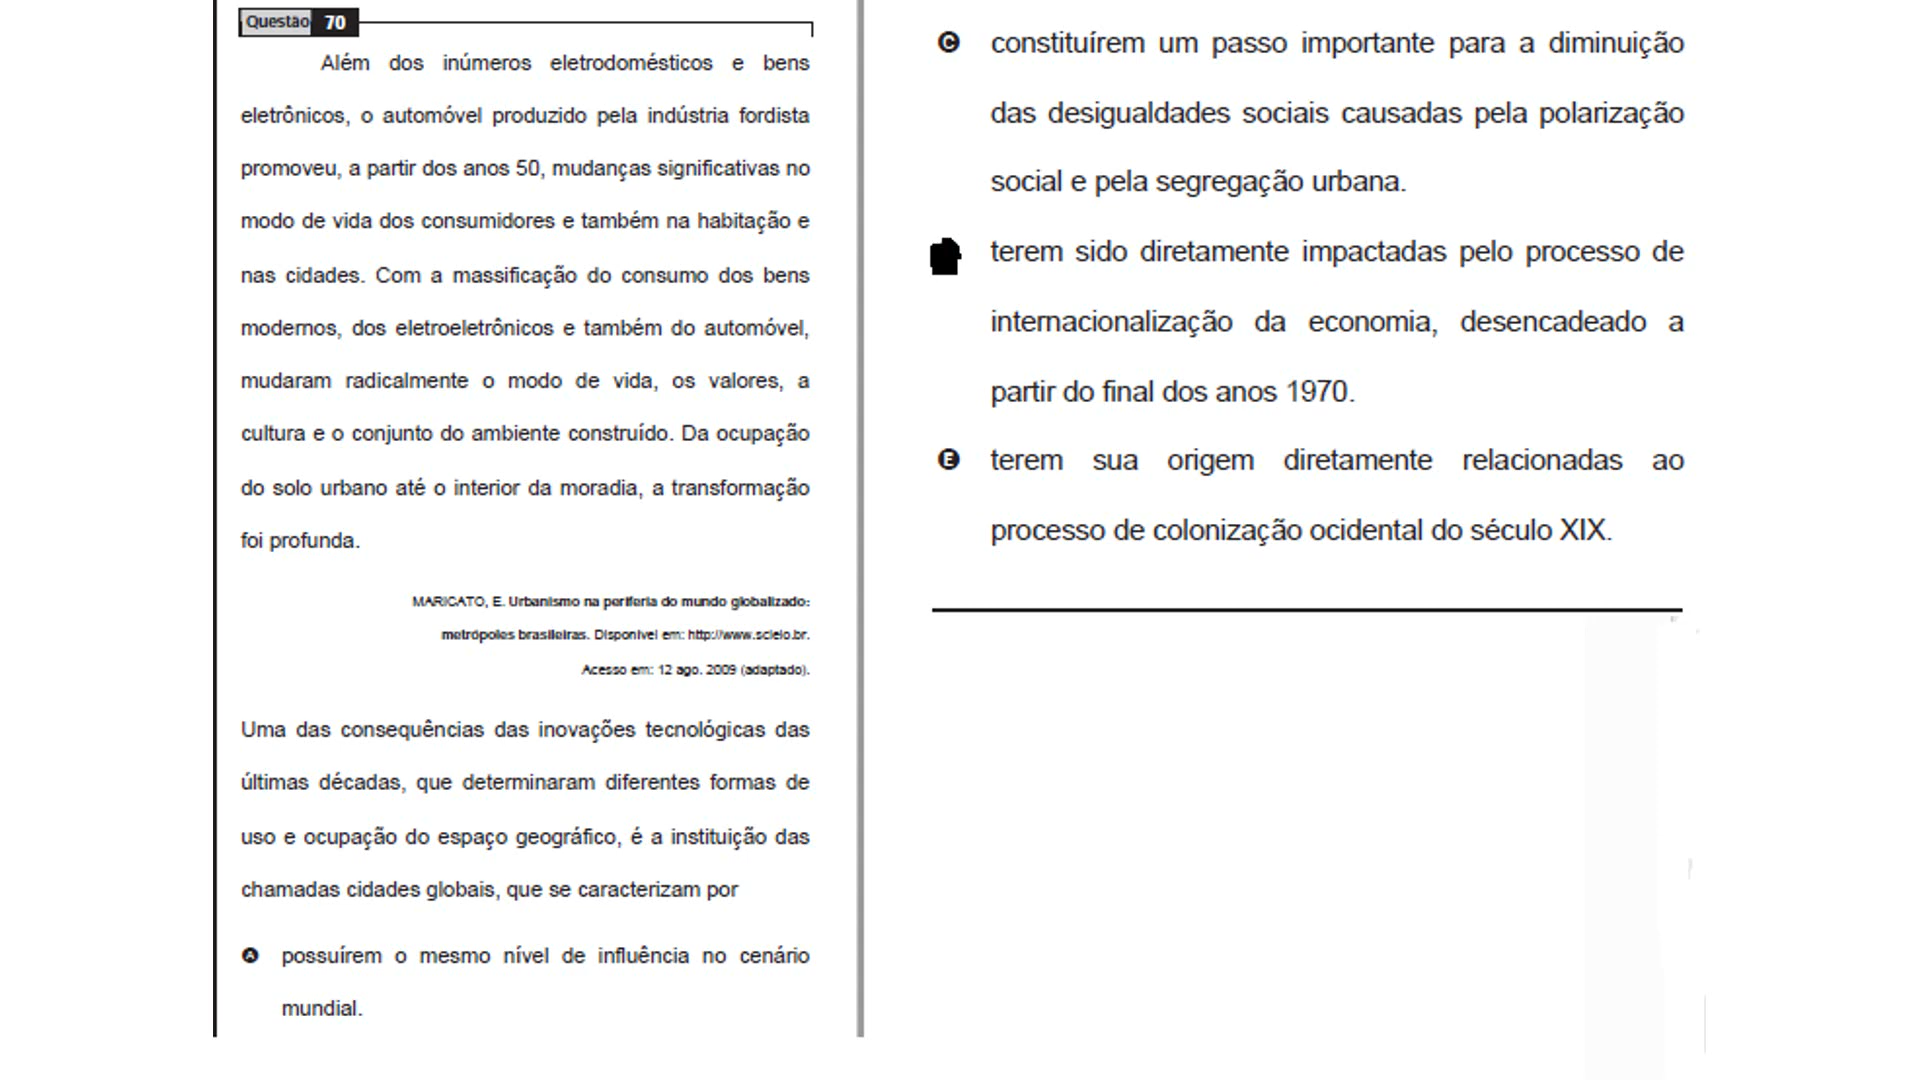 Questão 70
Além dos inúmeros eletrodomésticos e bens
eletrônicos, o automóvel produzido pela indústria fordista
promoveu, a partir dos anos 50, mudanças significativas no
modo de vida dos consumidores e também na habitação e
nas cidades. Com a massificação do consumo dos bens
modernos, dos eletroeletrônicos e também do automóvel,
mudaram radicalmente o modo de vida, os valores, a
cultura e o conjunto do ambiente construído. Da ocupação
do solo urbano até o interior da moradia, a transformação
foi profunda.
MARICATO, E. Urbanismo na periferia do mundo globalizado:
metrópoles brasileiras. Disponível em: http://www.scielo.br.
Acesso em: 12 ago. 2009 (adaptado).
Uma das consequências das inovações tecnológicas das
últimas décadas, que determinaram diferentes formas de
uso e ocupação do espaço geográfico, é a instituição das
chamadas cidades globais, que se caracterizam por
A possuírem o mesmo nível de influência no cenário
mundial.
C constituírem um passo importante para a diminuição
das desigualdades sociais causadas pela polarização
social e pela segregação urbana.
terem sido diretamente impactadas pelo processo de
internacionalização da economia, desencadeado a
partir do final dos anos 1970.
E terem sua origem diretamente relacionadas ao
processo de colonização ocidental do século XIX.